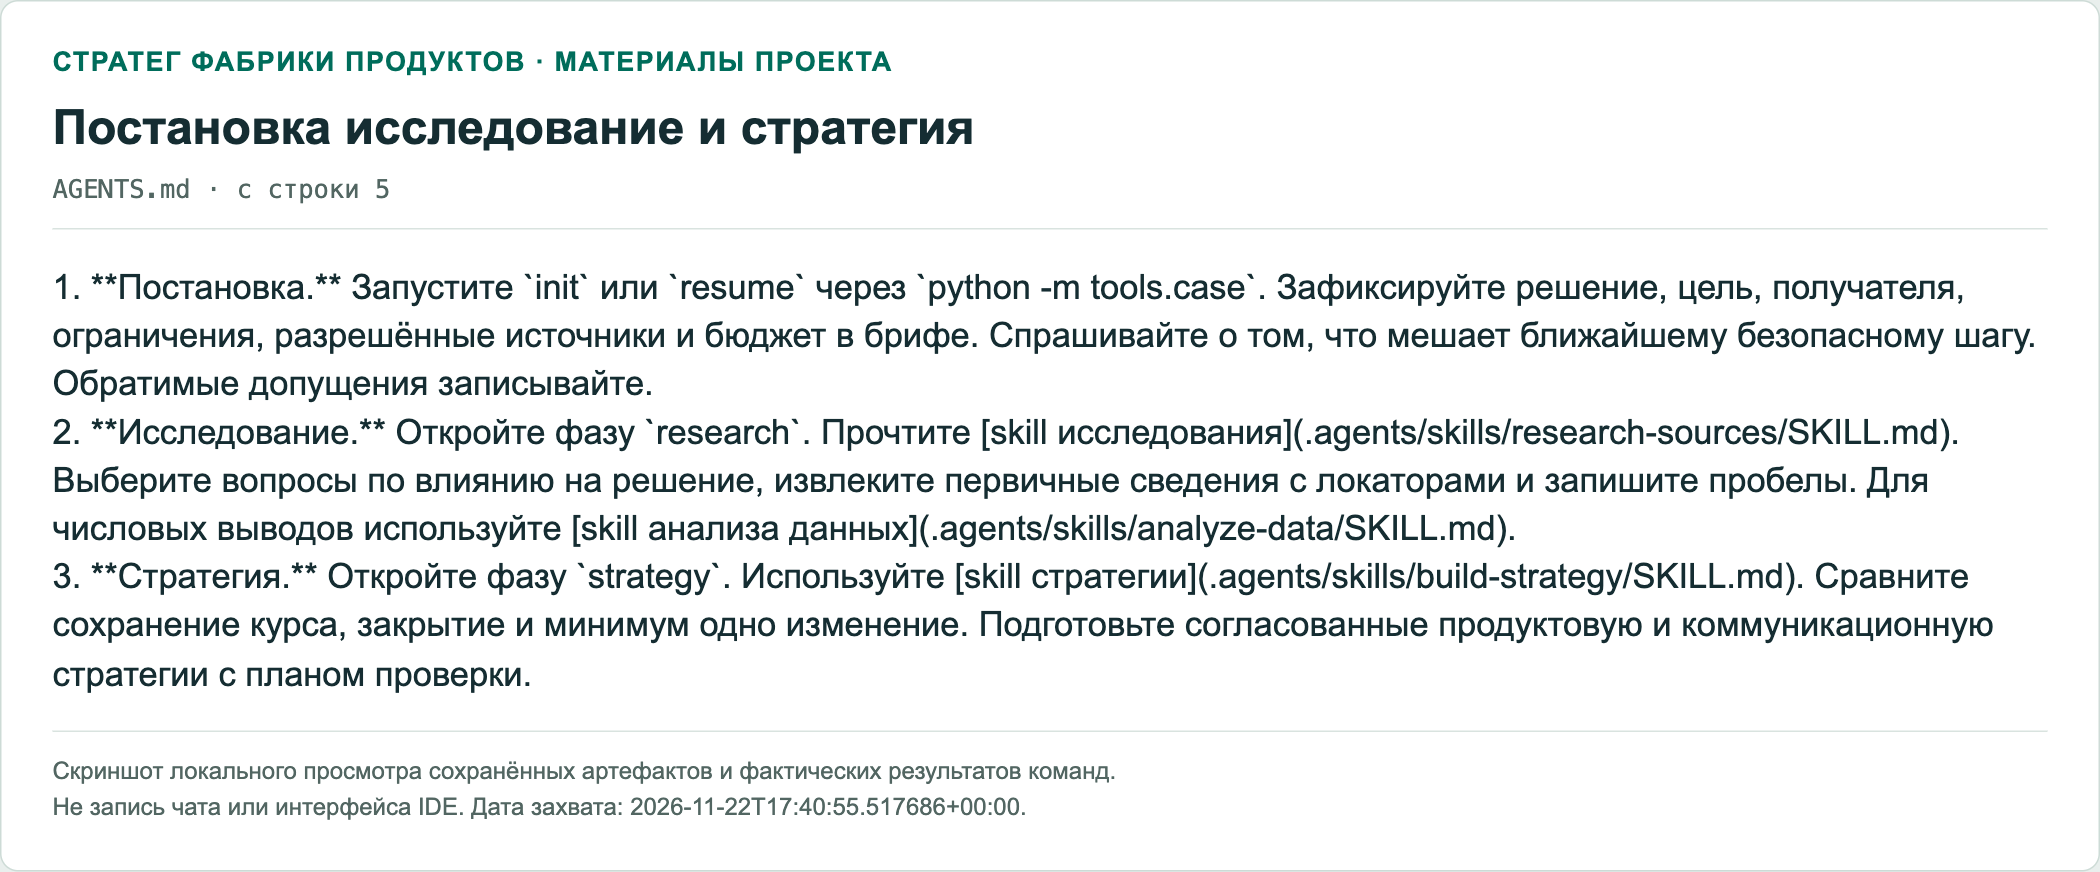 СТРАТЕГ ФАБРИКИ ПРОДУКТОВ · МАТЕРИАЛЫ ПРОЕКТА
Постановка исследование и стратегия
AGENTS.md · с строки 5
1. **Постановка.** Запустите `init` или `resume` через `python -m tools.case`. Зафиксируйте решение, цель, получателя,
ограничения, разрешённые источники и бюджет в брифе. Спрашивайте о том, что мешает ближайшему безопасному шагу.
Обратимые допущения записывайте.
2. **Исследование.** Откройте фазу `research`. Прочтите [skill исследования](.agents/skills/research-sources/SKILL.md).
Выберите вопросы по влиянию на решение, извлеките первичные сведения с локаторами и запишите пробелы. Для
числовых выводов используйте [skill анализа данных](.agents/skills/analyze-data/SKILL.md).
3. **Стратегия.** Откройте фазу `strategy`. Используйте [skill стратегии](.agents/skills/build-strategy/SKILL.md). Сравните
сохранение курса, закрытие и минимум одно изменение. Подготовьте согласованные продуктовую и коммуникационную
стратегии с планом проверки.
Скриншот локального просмотра сохранённых артефактов и фактических результатов команд.
Не запись чата или интерфейса IDE. Дата захвата: 2026-11-22T17:40:55.517686+00:00.